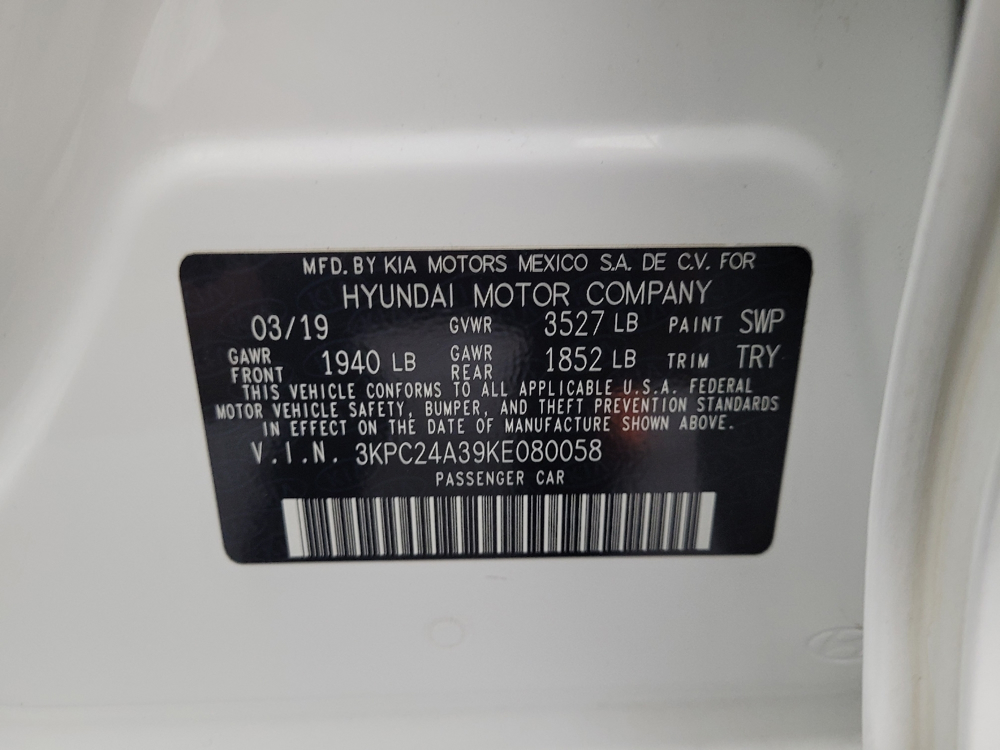 MFD. BY KIA MOTORS MEXICO S.A. DE C.V. FOR
HYUNDAI MOTOR COMPANY
03/19 GVWR 3527 LB PAINT SWP
GAWR FRONT 1940 LB GAWR REAR 1852 LB TRIM TRY
THIS VEHICLE CONFORMS TO ALL APPLICABLE U.S.A. FEDERAL
MOTOR VEHICLE SAFETY, BUMPER, AND THEFT PREVENTION STANDARDS
IN EFFECT ON THE DATE OF MANUFACTURE SHOWN ABOVE.
V.I.N. 3KPC24A39KE080058
PASSENGER CAR